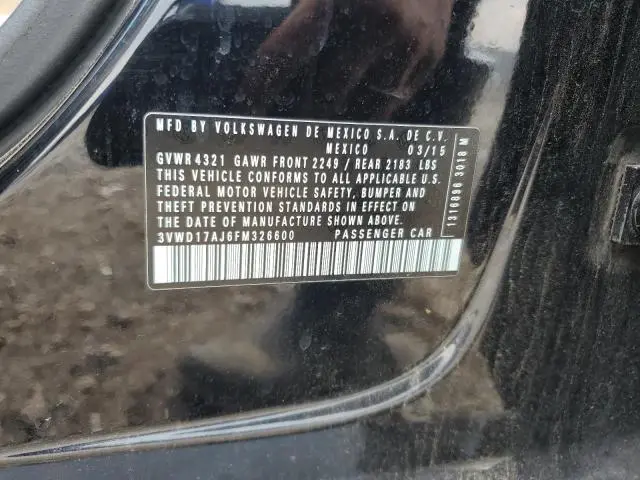 MFD BY VOLKSWAGEN DE MEXICO S.A. DE C.V.
MEXICO 03/15
GVWR 4321 GAWR FRONT 2249 / REAR 2183 LBS
THIS VEHICLE CONFORMS TO ALL APPLICABLE U.S.
FEDERAL MOTOR VEHICLE SAFETY, BUMPER AND
THEFT PREVENTION STANDARDS IN EFFECT ON
THE DATE OF MANUFACTURE SHOWN ABOVE.
3VWD17AJ6FM326600 PASSENGER CAR
1316896 3018 M